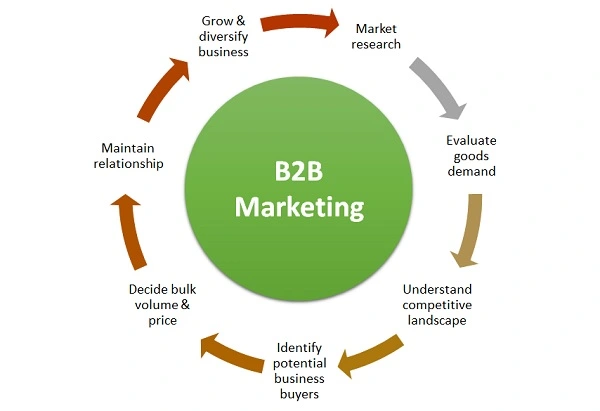 Grow &
diversify
business
Market
research
Evaluate
goods
demand
Understand
competitive
landscape
Identify
potential
business
buyers
Decide bulk
volume &
price
Maintain
relationship
B2B
Marketing